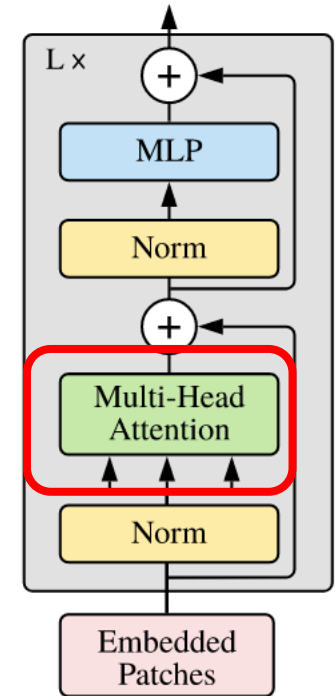 L ×
+
MLP
Norm
+
Multi-Head
Attention
Norm
Embedded
Patches